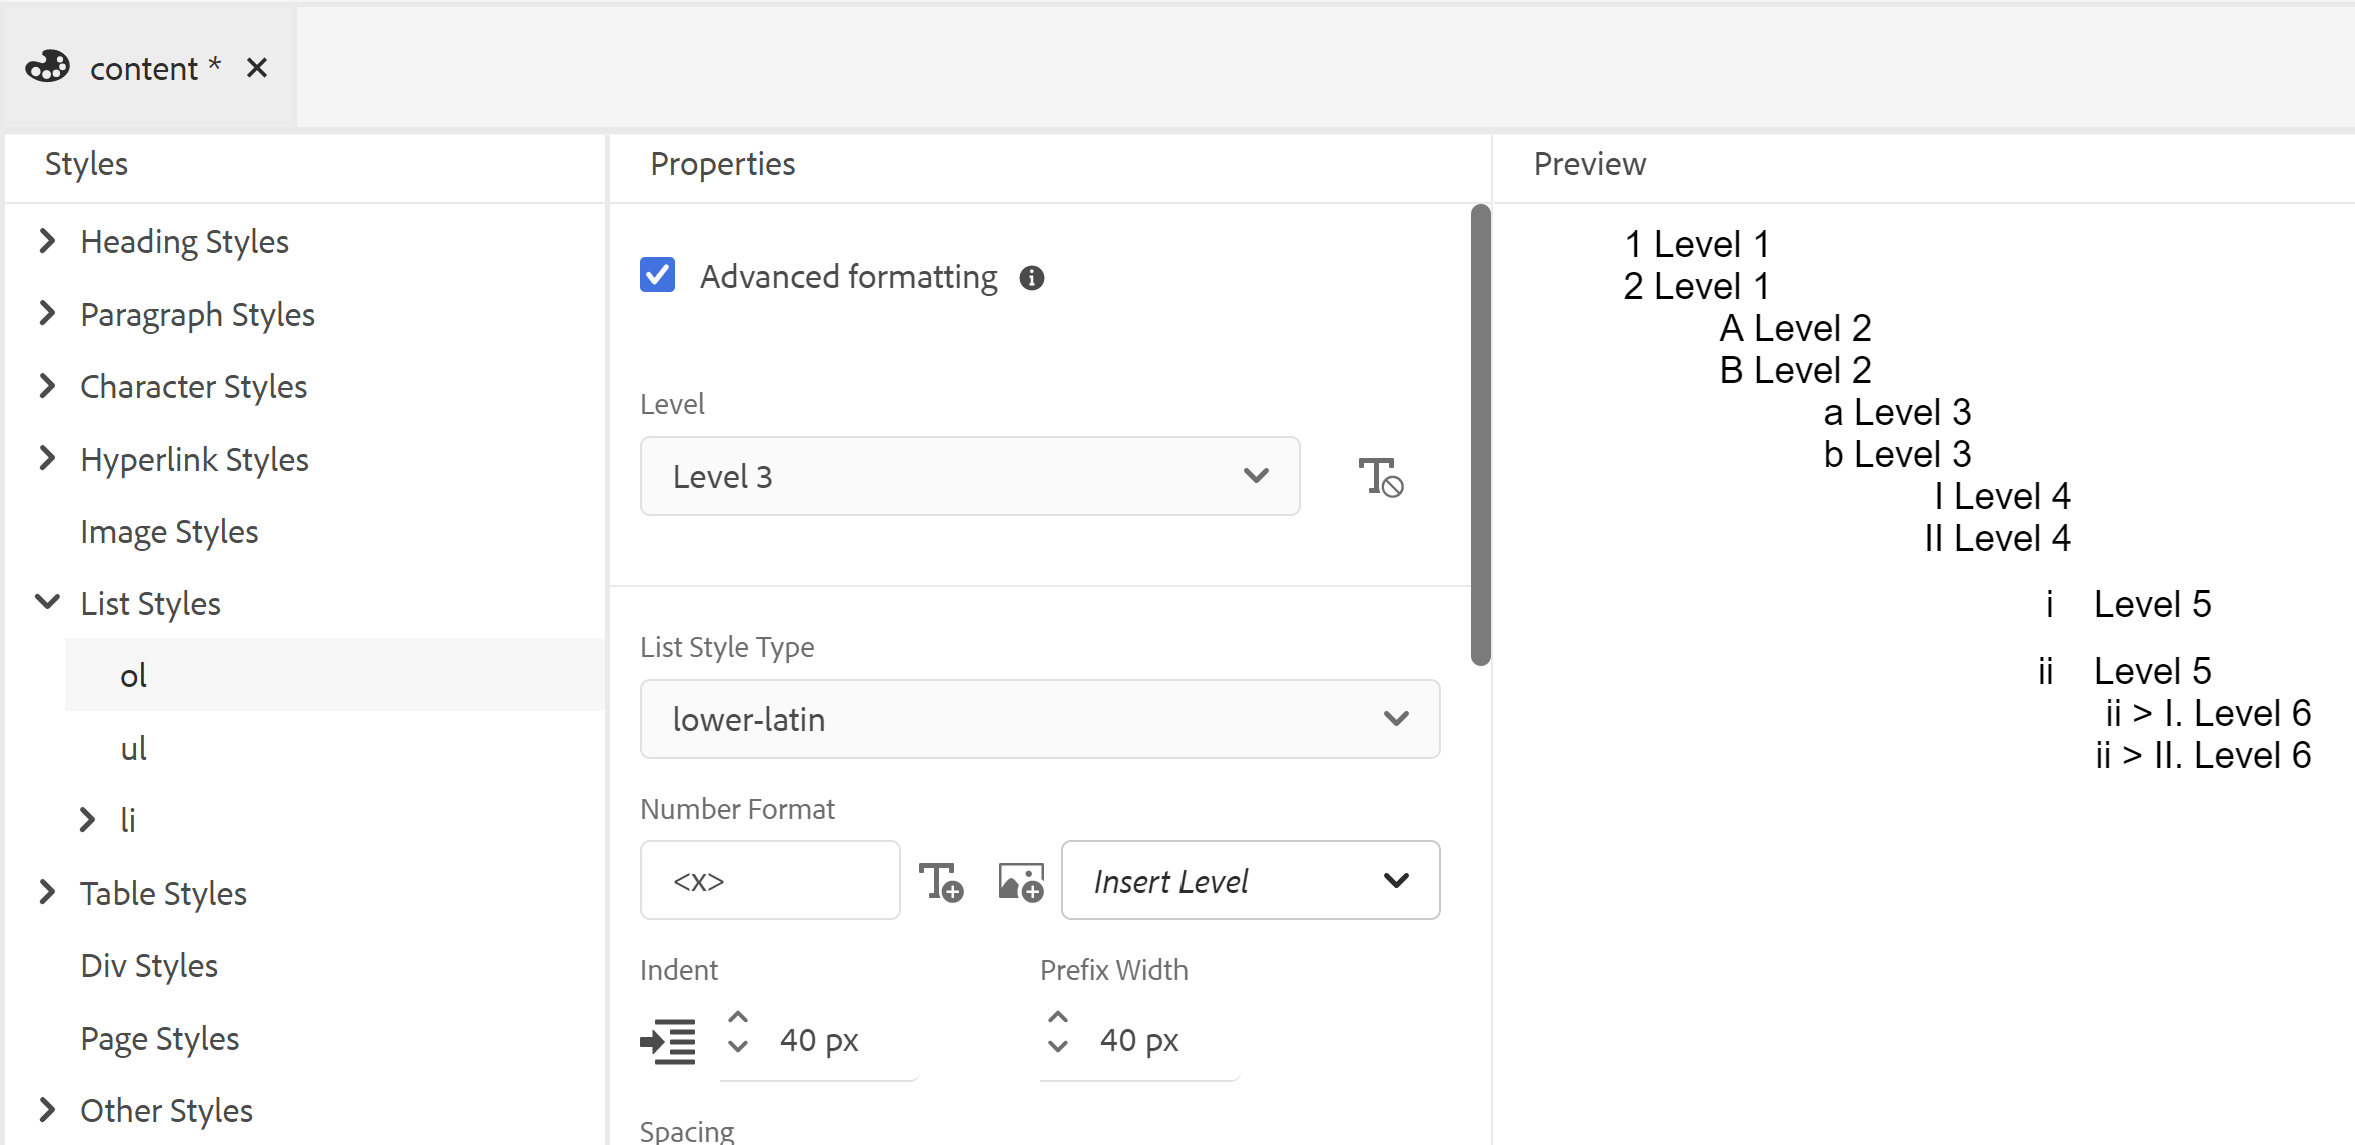 content *
Styles
Heading Styles
Paragraph Styles
Character Styles
Hyperlink Styles
Image Styles
List Styles
ol
ul
li
Table Styles
Div Styles
Page Styles
Other Styles
Properties
Advanced formatting
Level
Level 3
List Style Type
lower-latin
Number Format
<x>
Insert Level
Indent
Prefix Width
40 px
40 px
Spacing
Preview
1 Level 1
2 Level 1
A Level 2
B Level 2
a Level 3
b Level 3
I Level 4
II Level 4
i Level 5
ii Level 5
ii > I. Level 6
ii > II. Level 6